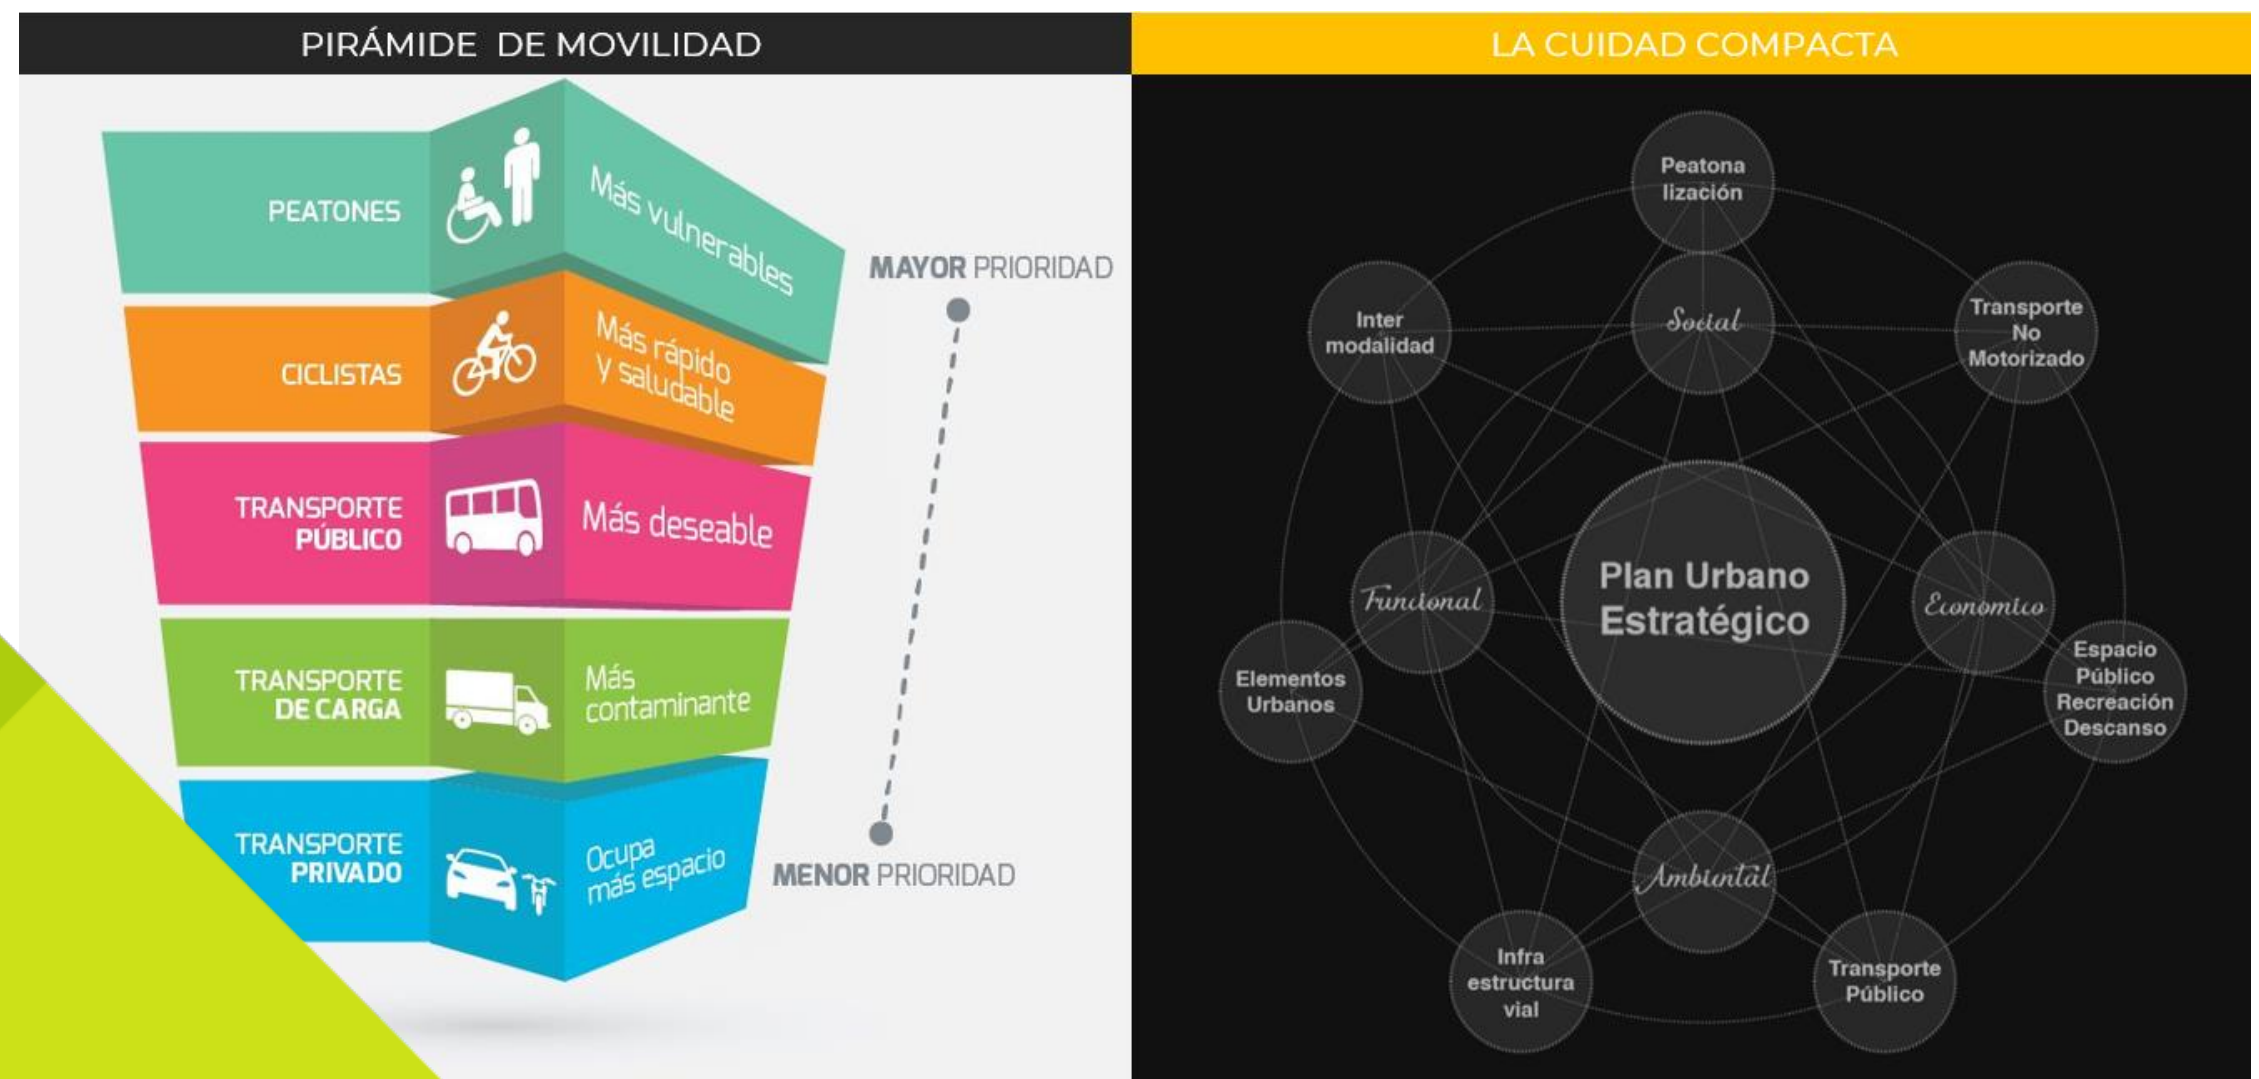 PIRÁMIDE DE MOVILIDAD
PEATONES
Más vulnerables
CICLISTAS
Más rápido
y saludable
TRANSPORTE
PÚBLICO
Más deseable
TRANSPORTE
DE CARGA
Más
contaminante
TRANSPORTE
PRIVADO
Ocupa
más espacio
MAYOR PRIORIDAD
MENOR PRIORIDAD
LA CUIDAD COMPACTA
Peatona
lización
Inter
modalidad
Social
Transporte
No
Motorizado
Funcional
Plan Urbano
Estratégico
Economico
Elementos
Urbanos
Espacio
Público
Recreación
Descanso
Ambiental
Infra
estructura
vial
Transporte
Público